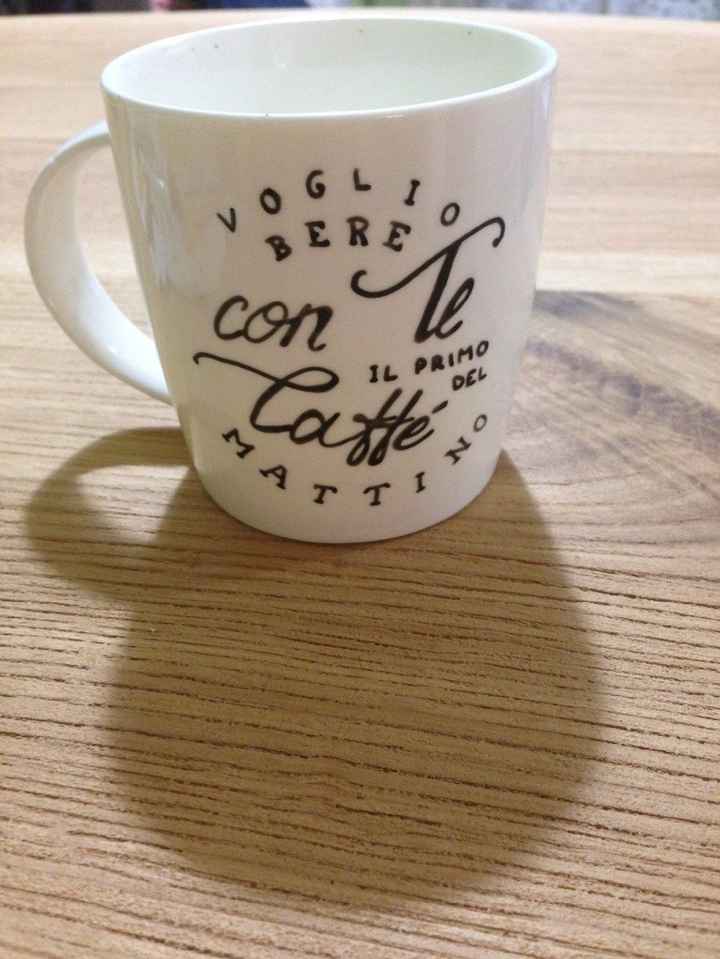 VOGLIO
BERE
con Te
IL PRIMO
DEL
Caffé
MATTINO